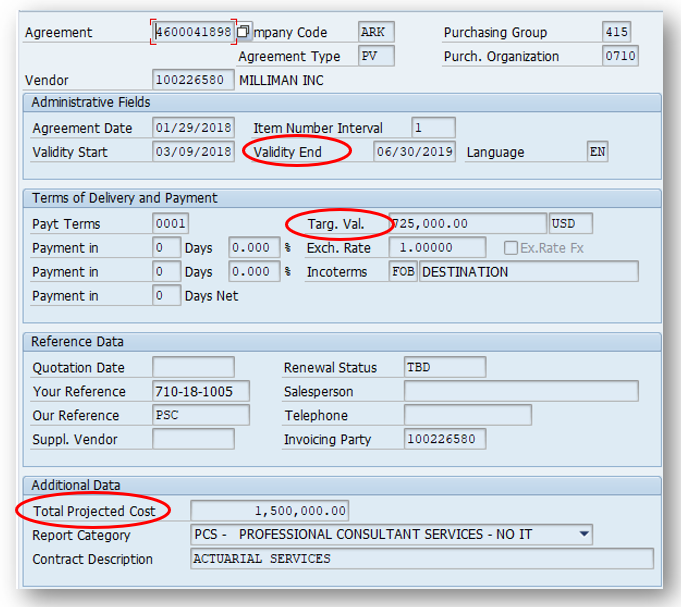 Agreement 4600041898 mpany Code ARK Purchasing Group 415
Agreement Type PV Purch. Organization 0710
Vendor 100226580 MILLIMAN INC
Administrative Fields
Agreement Date 01/29/2018 Item Number Interval 1
Validity Start 03/09/2018 Validity End 06/30/2019 Language EN
Terms of Delivery and Payment
Payt Terms 0001 Targ. Val. 725,000.00 USD
Payment in 0 Days 0.000 % Exch. Rate 1.00000 Ex.Rate Fx
Payment in 0 Days 0.000 % Incoterms FOB DESTINATION
Payment in 0 Days Net
Reference Data
Quotation Date Renewal Status TBD
Your Reference 710-18-1005 Salesperson
Our Reference PSC Telephone
Suppl. Vendor Invoicing Party 100226580
Additional Data
Total Projected Cost 1,500,000.00
Report Category PCS - PROFESSIONAL CONSULTANT SERVICES - NO IT
Contract Description ACTUARIAL SERVICES